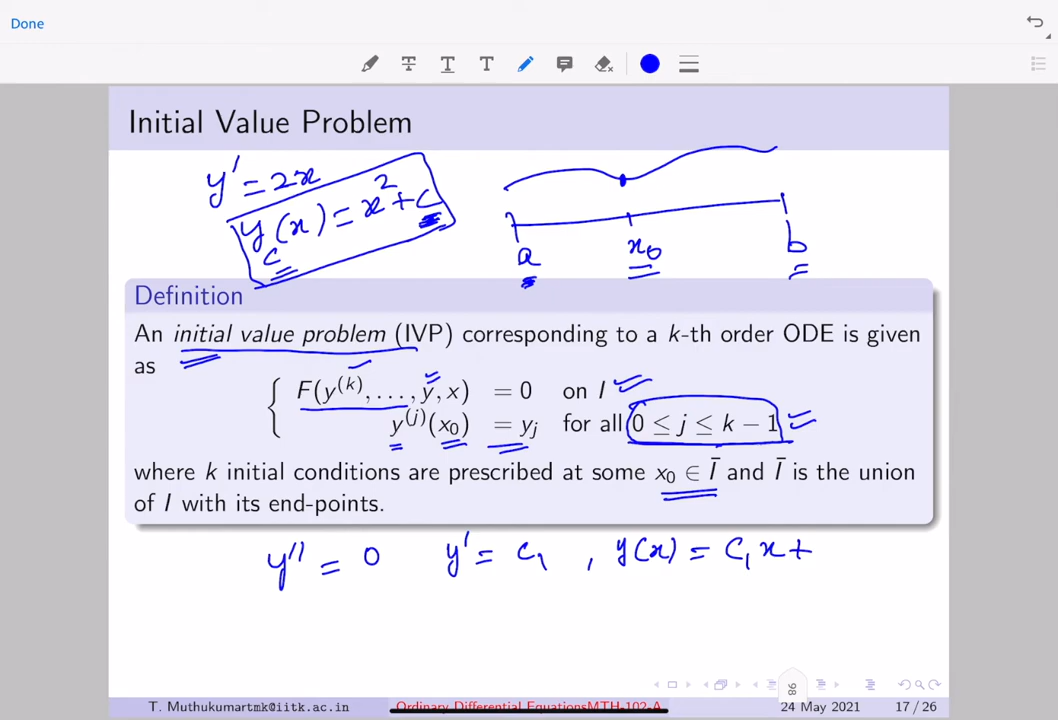 Done
Initial Value Problem
y' = 2x
y(x) = x² + c
c
a
x₀
b
Definition
An initial value problem (IVP) corresponding to a k-th order ODE is given
as
F(y⁽ᵏ⁾, . . . , y, x) = 0 on I
y⁽ʲ⁾(x₀) = yⱼ for all 0 ≤ j ≤ k − 1
where k initial conditions are prescribed at some x₀ ∈ Ī and Ī is the union
of I with its end-points.
y'' = 0 y' = c₁ , y(x) = c₁x +
98
T. Muthukumartmk@iitk.ac.in Ordinary Differential EquationsMTH-102-A 24 May 2021 17 / 26